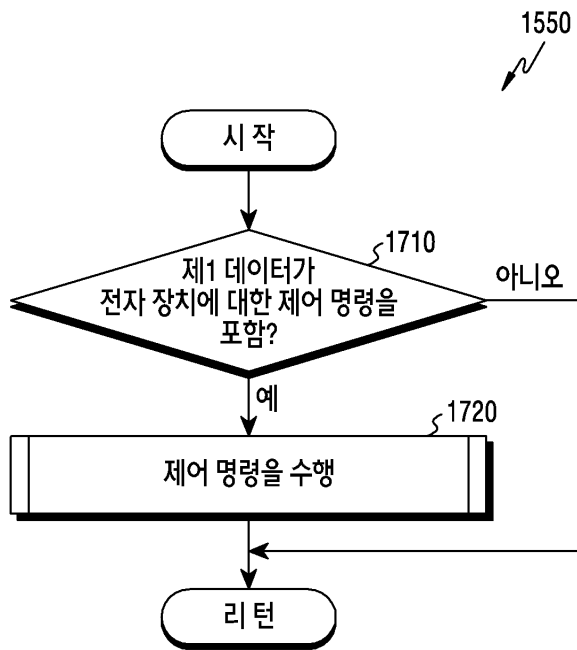 1550
시 작
1710
제1 데이터가
전자 장치에 대한 제어 명령을
포함?
아니오
예
1720
제어 명령을 수행
리 턴